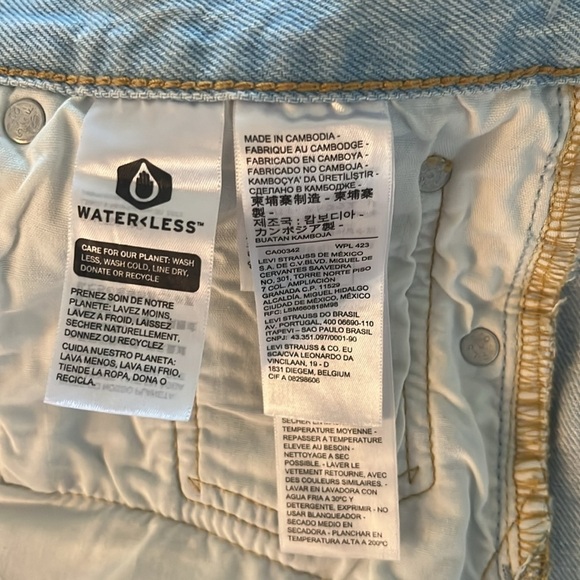 WATER<LESS™
CARE FOR OUR PLANET: WASH
LESS, WASH COLD, LINE DRY,
DONATE OR RECYCLE
PRENEZ SOIN DE NOTRE
PLANETE: LAVEZ MOINS,
LAVEZ A FROID, LAISSEZ
SECHER NATURELLEMENT,
DONNEZ OU RECYCLEZ
CUIDA NUESTRO PLANETA:
LAVA MENOS, LAVA EN FRIO,
TIENDE LA ROPA, DONA O
RECICLA.
MADE IN CAMBODIA -
FABRIQUE AU CAMBODGE -
FABRICADO EN CAMBOYA -
FABRICADO NO CAMBOJA -
KAMBOÇYA' DA ÜRETİLİŞTİR -
СДЕЛАНО В КАМБОДЖЕ -
柬埔寨制造 - 柬埔寨
製 -
제조국 : 캄보디아 -
カンボジア製 -
BUATAN KAMBOJA
CA00342 WPL 423
LEVI STRAUSS DE MÉXICO
S.A. DE C.V.BLVD. MIGUEL DE
CERVANTES SAAVEDRA
NO. 301, TORRE NORTE PISO
7 COL. AMPLIACIÓN
GRANADA C.P. 11529
ALCALDÍA. MIGUEL HIDALGO
CIUDAD DE MÉXICO, MÉXICO
RFC:
LEVI STRAUSS DO BRASIL
AV. PORTUGAL, 400 06690-110
ITAPEVI – SAO PAULO BRASIL
CNPJ: 43.351.097/0001-90
LEVI STRAUSS & CO. EU
SCA/CVA LEONARDO DA
VINCILAAN, 19 - D
1831 DIEGEM, BELGIUM
CIF A 08298606
SECHER EN
TEMPERATURE MOYENNE -
REPASSER A TEMPERATURE
ELEVEE AU BESOIN -
NETTOYAGE A SEC
POSSIBLE. - LAVER LE
VETEMENT RETOURNE, AVEC
DES COULEURS SIMILAIRES. -
LAVAR EN LAVADORA CON
AGUA FRIA A 30°C Y
DETERGENTE, EXPRIMIR - NO
USAR BLANQUEADOR -
SECADO MEDIO EN
SECADORA - PLANCHAR EN
TEMPERATURA ALTA A 200°C